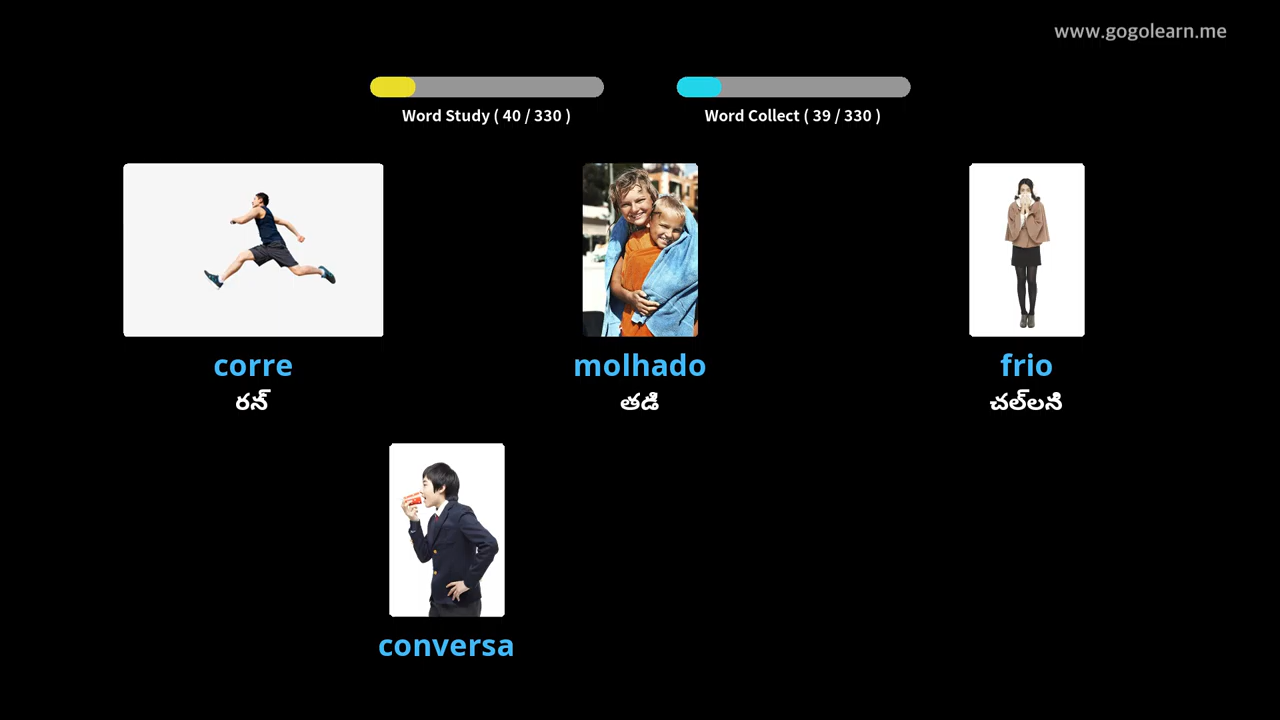 www.gogolearn.me
Word Study ( 40 / 330 )
Word Collect ( 39 / 330 )
corre
రన్
molhado
తడి
frio
చల్లని
conversa